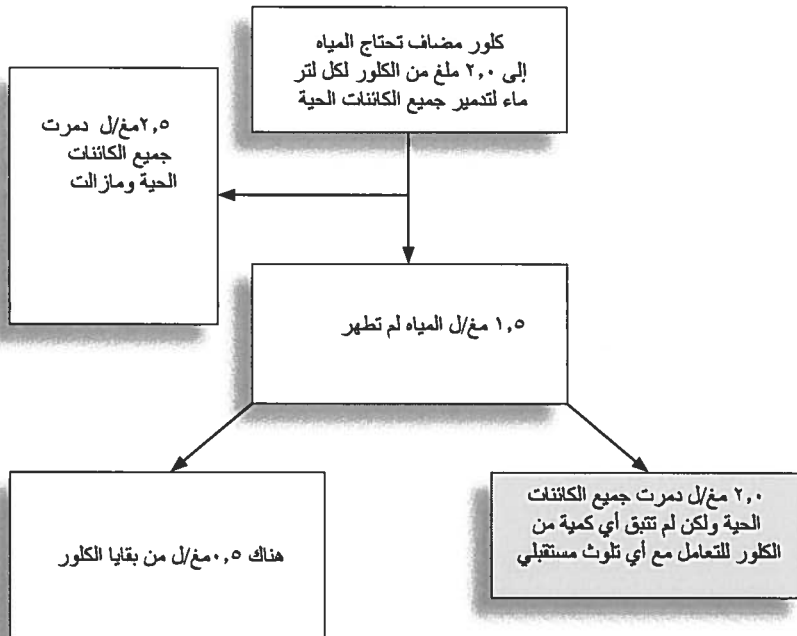 كلور مضاف تحتاج المياه
إلى ٢,٠ ملغ من الكلور لكل لتر
ماء لتدمير جميع الكائنات الحية
٢,٥مغ/ل دمرت
جميع الكائنات
الحية ومازالت
١,٥ مغ/ل المياه لم تطهر
هناك ٠,٥مغ/ل من بقايا الكلور
٢,٠ مغ/ل دمرت جميع الكائنات
الحية ولكن لم تتبق أي كمية من
الكلور للتعامل مع أي تلوث مستقبلي